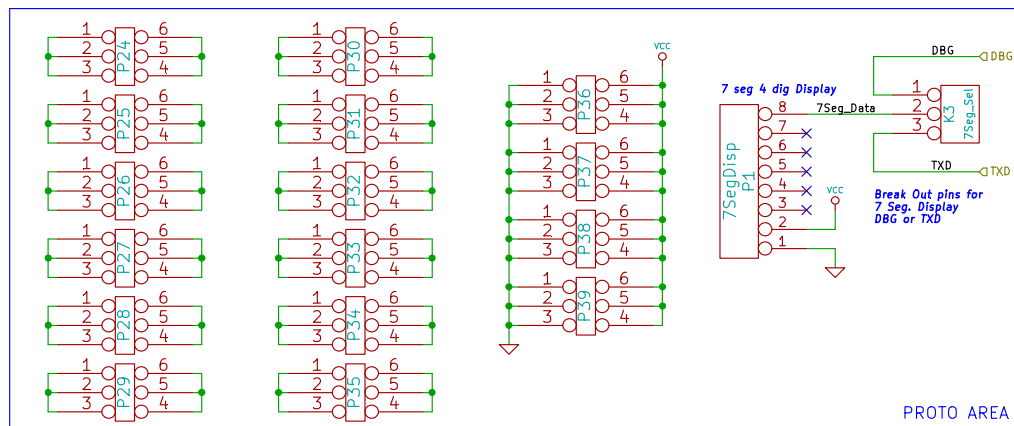 1 P24 6
2 5
3 4
1 P25 6
2 5
3 4
1 P26 6
2 5
3 4
1 P27 6
2 5
3 4
1 P28 6
2 5
3 4
1 P29 6
2 5
3 4
1 P30 6
2 5
3 4
1 P31 6
2 5
3 4
1 P32 6
2 5
3 4
1 P33 6
2 5
3 4
1 P34 6
2 5
3 4
1 P35 6
2 5
3 4
VCC
1 P36 6
2 5
3 4
1 P37 6
2 5
3 4
1 P38 6
2 5
3 4
1 P39 6
2 5
3 4
7 seg 4 dig Display
7SegDisp
P1
8
7
6
5
4
3
2
1
7Seg_Data
VCC
DBG
DBG
1
2
3
K3
7Seg_Sel
TXD
TXD
Break Out pins for
7 Seg. Display
DBG or TXD
PROTO AREA